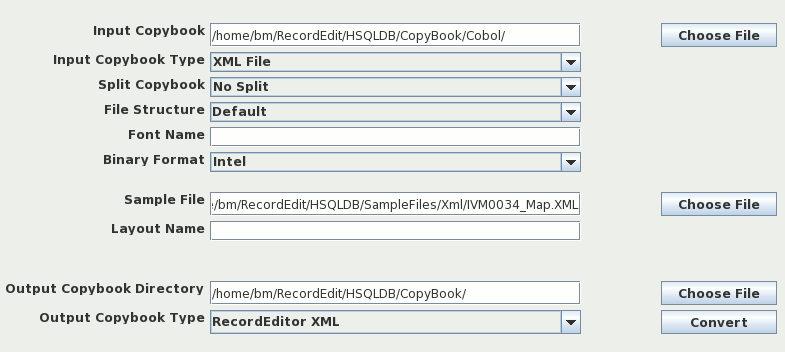 Input Copybook /home/bm/RecordEdit/HSQLDB/CopyBook/Cobol/ Choose File
Input Copybook Type XML File
Split Copybook No Split
File Structure Default
Font Name
Binary Format Intel
Sample File /bm/RecordEdit/HSQLDB/SampleFiles/Xml/IVM0034_Map.XML Choose File
Layout Name
Output Copybook Directory /home/bm/RecordEdit/HSQLDB/CopyBook/ Choose File
Output Copybook Type RecordEditor XML Convert